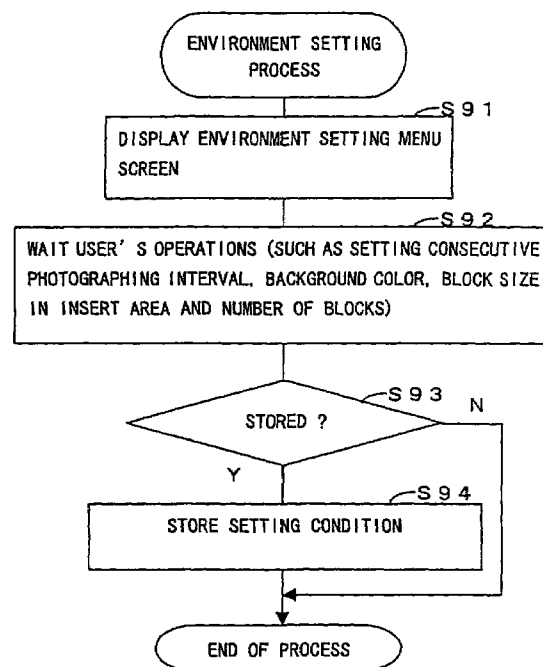 ENVIRONMENT SETTING
PROCESS
S91
DISPLAY ENVIRONMENT SETTING MENU
SCREEN
S92
WAIT USER'S OPERATIONS (SUCH AS SETTING CONSECUTIVE
PHOTOGRAPHING INTERVAL, BACKGROUND COLOR, BLOCK SIZE
IN INSERT AREA AND NUMBER OF BLOCKS)
S93
STORED ?
N
Y
S94
STORE SETTING CONDITION
END OF PROCESS